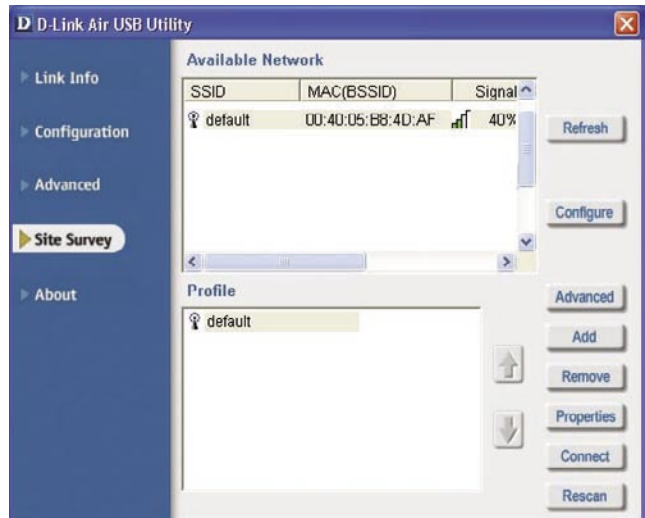 D D-Link Air USB Utility
Link Info
Configuration
Advanced
Site Survey
About
Available Network
SSID MAC(BSSID) Signal
default 00:40:05:B8:4D:AF 40%
Refresh
Configure
Profile
default
Advanced
Add
Remove
Properties
Connect
Rescan